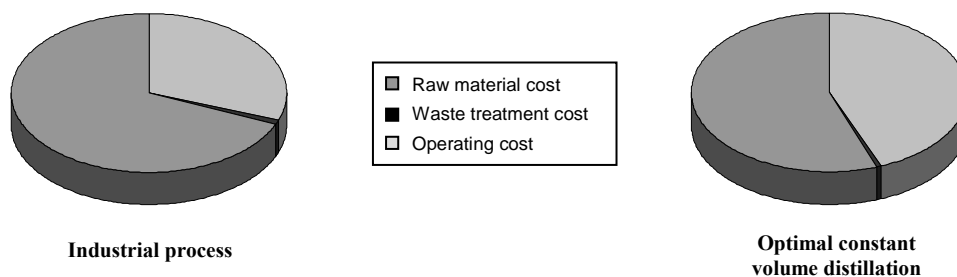 Raw material cost
Waste treatment cost
Operating cost
Industrial process
Optimal constant
volume distillation